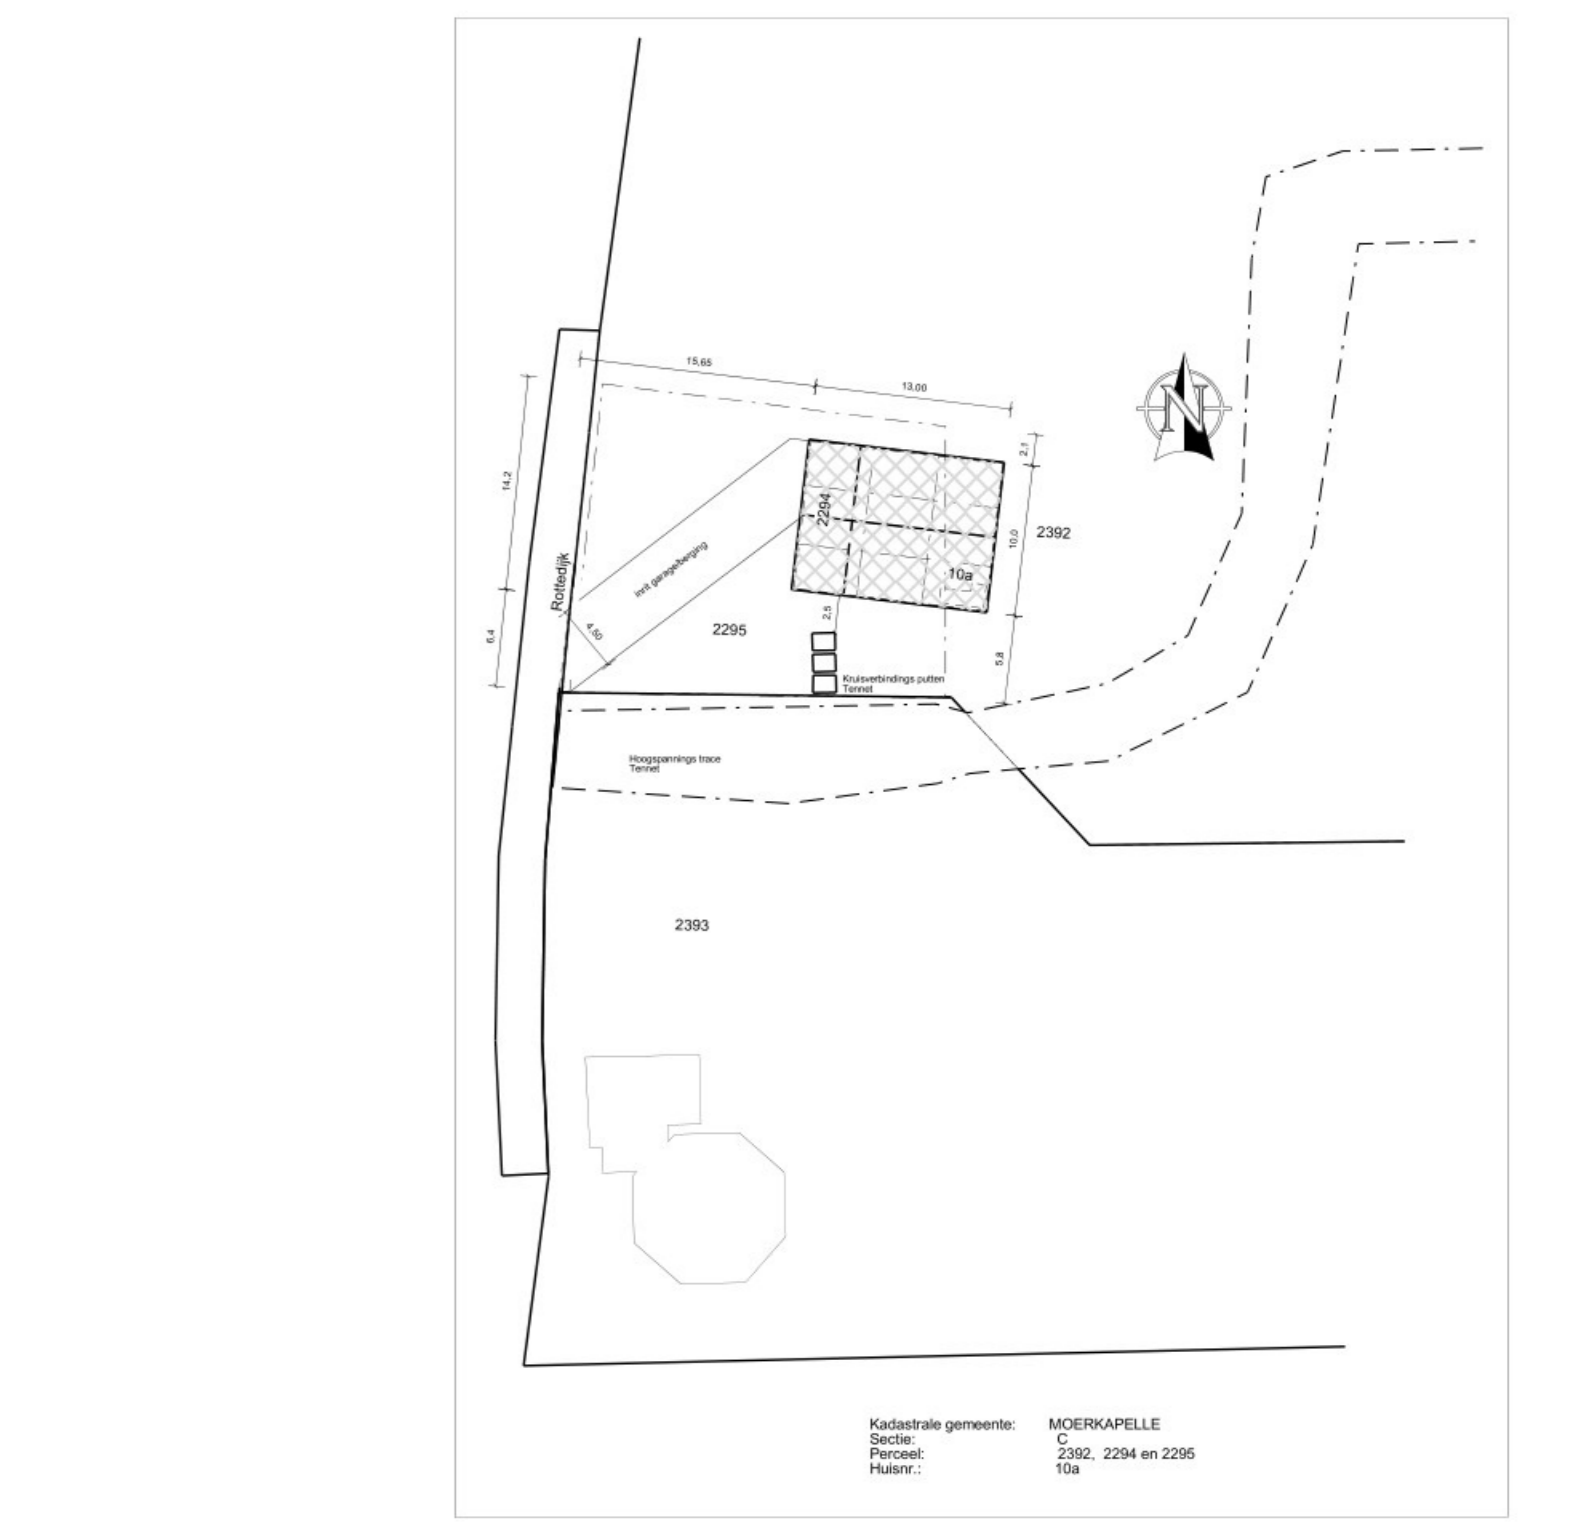 15,65
13,00
N
2,1
14,2
2294
10,0
2392
Rottedijk
inrit garage/berging
10a
2,5
4,50
2295
6,4
5,8
Kruisverbindings putten
Tennet
Hoogspannings trace
Tennet
2393
Kadastrale gemeente: MOERKAPELLE
Sectie: C
Perceel: 2392, 2294 en 2295
Huisnr.: 10a